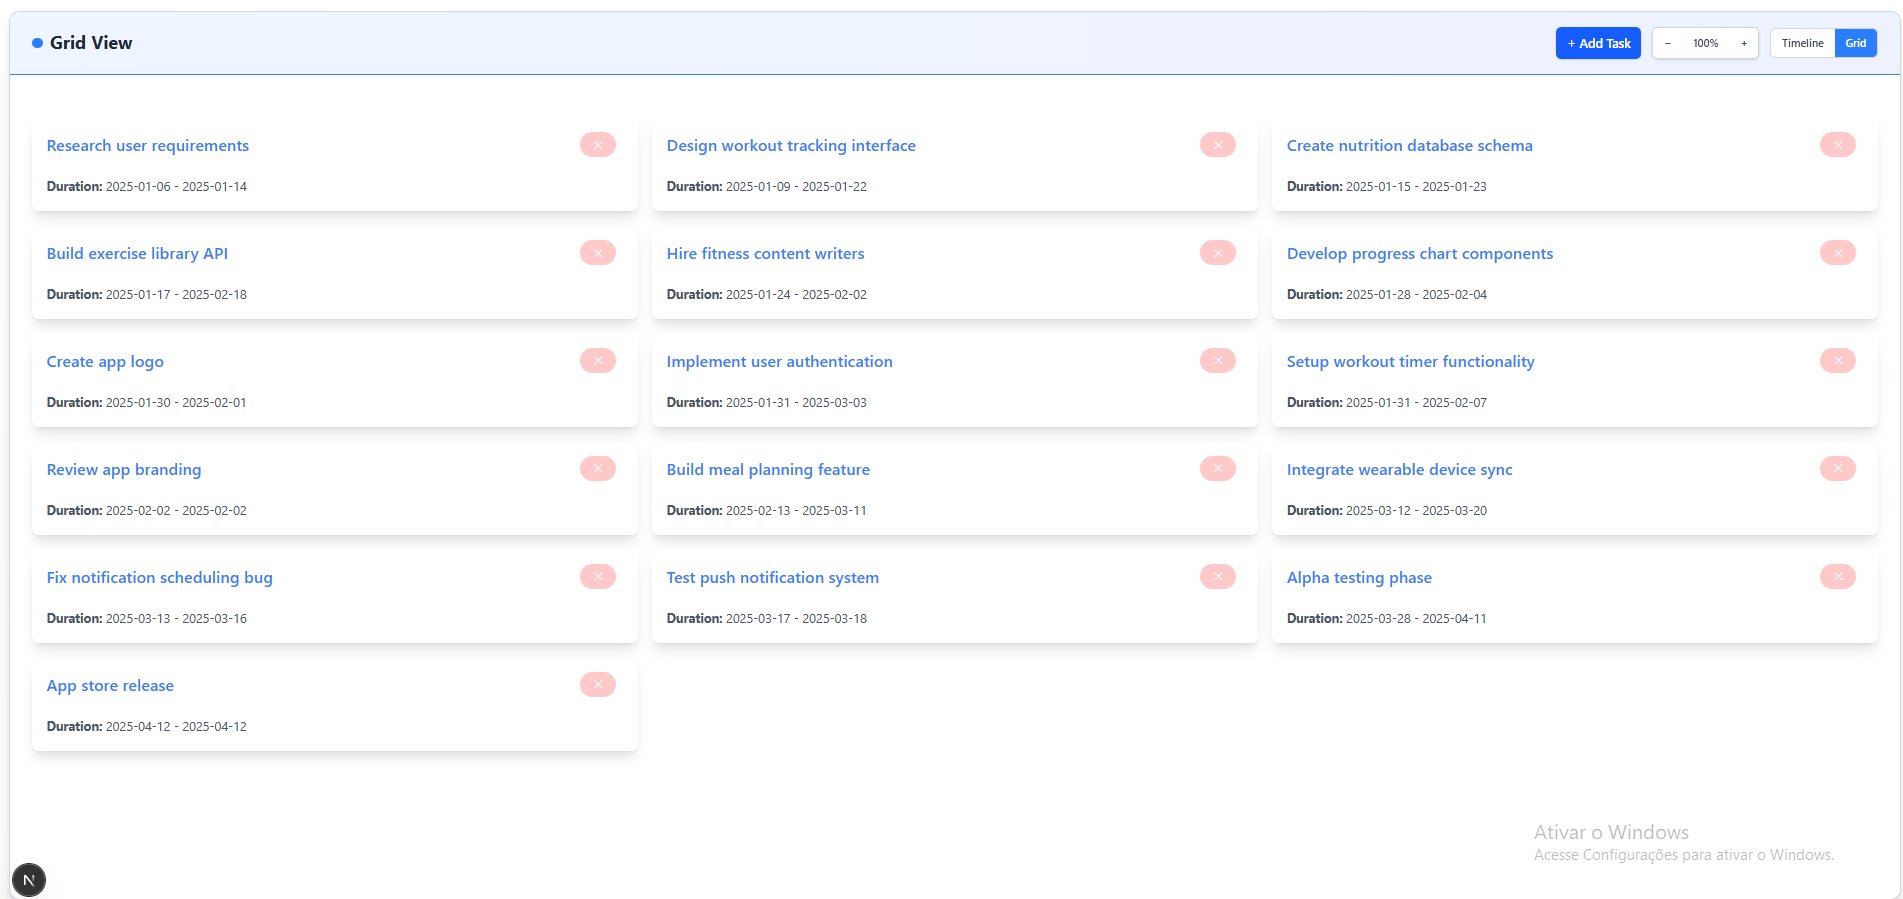 Grid View
+ Add Task
− 100% +
Timeline Grid
Research user requirements ×
Duration: 2025-01-06 - 2025-01-14
Design workout tracking interface ×
Duration: 2025-01-09 - 2025-01-22
Create nutrition database schema ×
Duration: 2025-01-15 - 2025-01-23
Build exercise library API ×
Duration: 2025-01-17 - 2025-02-18
Hire fitness content writers ×
Duration: 2025-01-24 - 2025-02-02
Develop progress chart components ×
Duration: 2025-01-28 - 2025-02-04
Create app logo ×
Duration: 2025-01-30 - 2025-02-01
Implement user authentication ×
Duration: 2025-01-31 - 2025-03-03
Setup workout timer functionality ×
Duration: 2025-01-31 - 2025-02-07
Review app branding ×
Duration: 2025-02-02 - 2025-02-02
Build meal planning feature ×
Duration: 2025-02-13 - 2025-03-11
Integrate wearable device sync ×
Duration: 2025-03-12 - 2025-03-20
Fix notification scheduling bug ×
Duration: 2025-03-13 - 2025-03-16
Test push notification system ×
Duration: 2025-03-17 - 2025-03-18
Alpha testing phase ×
Duration: 2025-03-28 - 2025-04-11
App store release ×
Duration: 2025-04-12 - 2025-04-12
Ativar o Windows
Acesse Configurações para ativar o Windows.
N